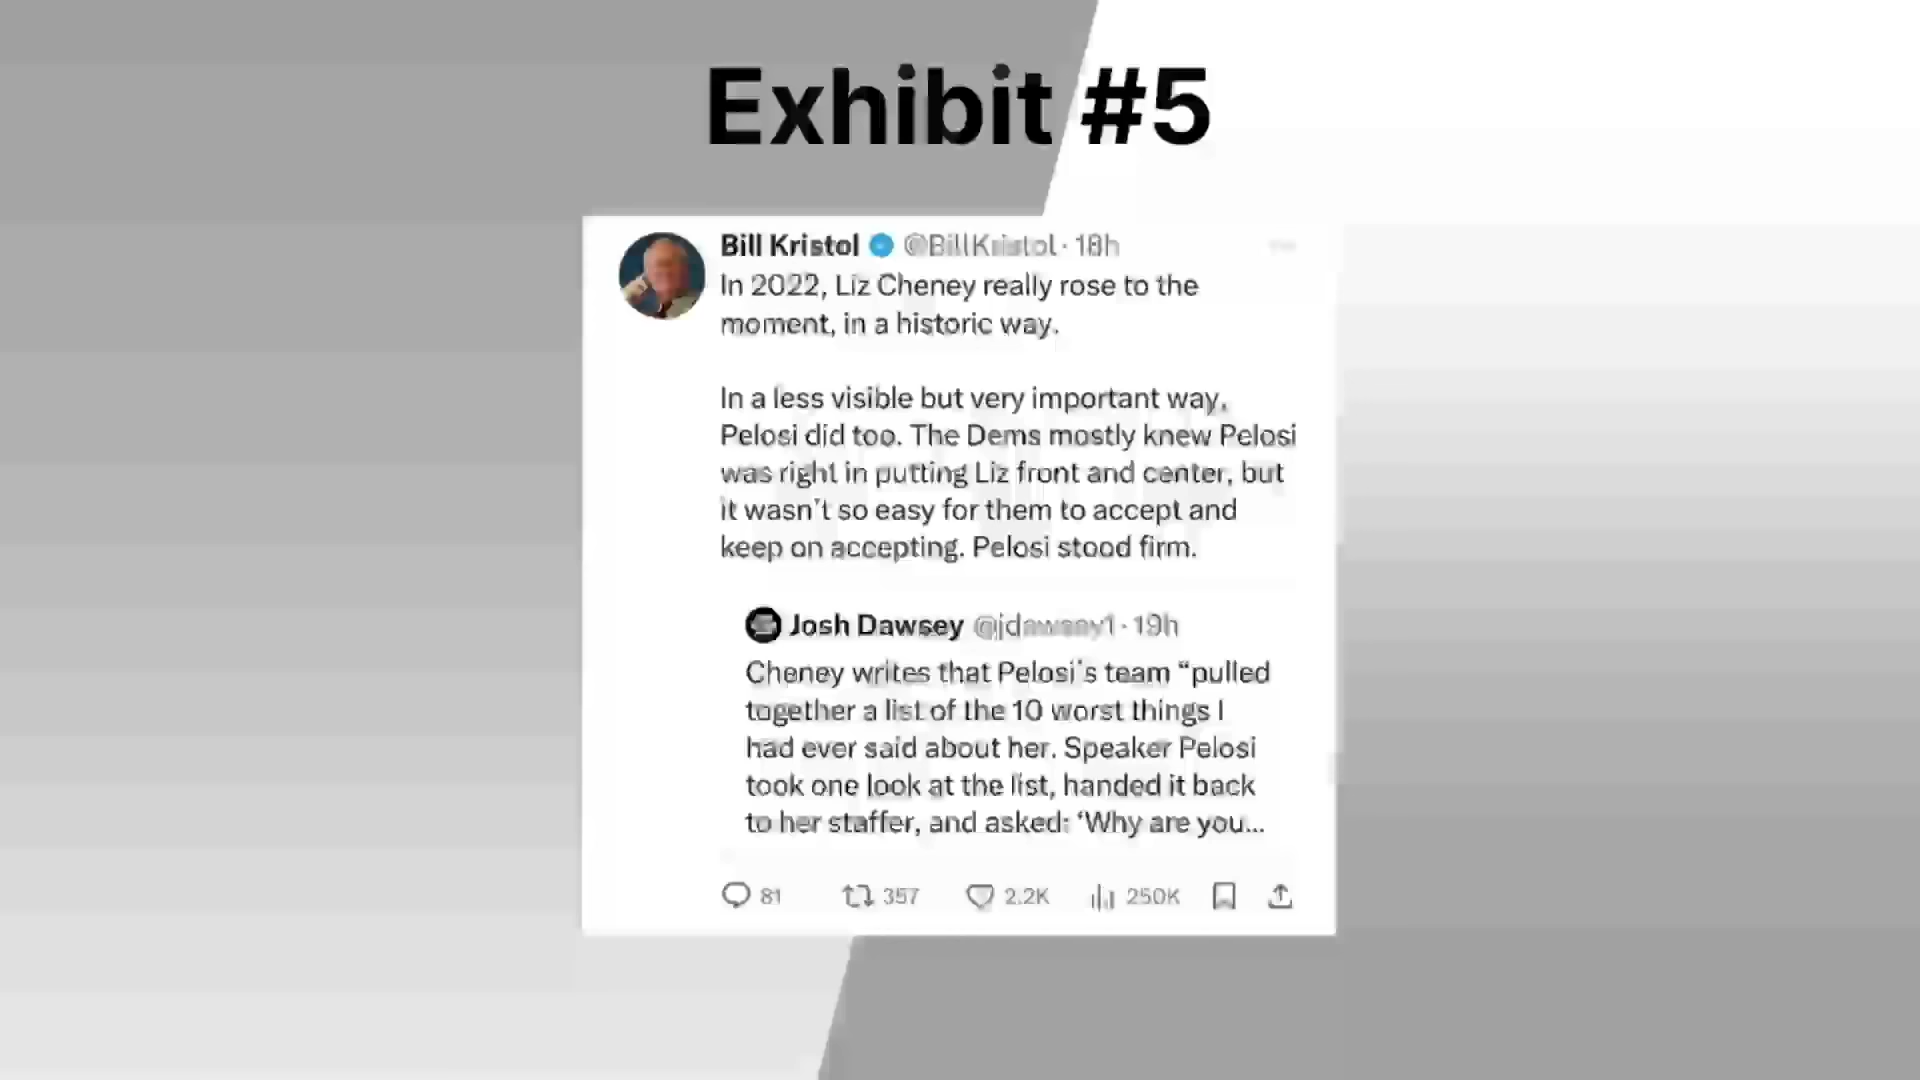 Exhibit #5
Bill Kristol @BillKristol · 18h
In 2022, Liz Cheney really rose to the
moment, in a historic way.
In a less visible but very important way,
Pelosi did too. The Dems mostly knew Pelosi
was right in putting Liz front and center, but
it wasn't so easy for them to accept and
keep on accepting. Pelosi stood firm.
Josh Dawsey @jdawsey1 · 19h
Cheney writes that Pelosi's team “pulled
together a list of the 10 worst things I
had ever said about her. Speaker Pelosi
took one look at the list, handed it back
to her staffer, and asked: ‘Why are you...
81 357 2.2K 250K